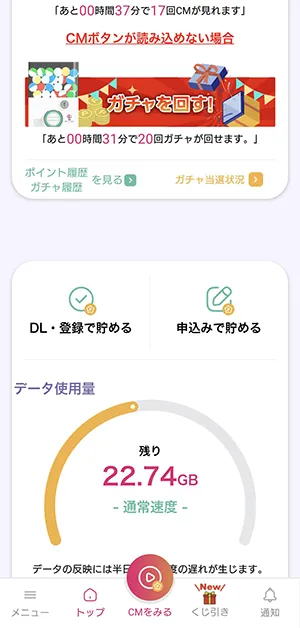 「あと00時間37分で17回CMが見れます」
CMボタンが読み込めない場合
ガチャを回す!
「あと00時間31分で20回ガチャが回せます。」
ポイント履歴
ガチャ履歴
を見る
ガチャ当選状況
DL・登録で貯める
申込みで貯める
データ使用量
残り
22.74GB
- 通常速度 -
データの反映には半日
度の遅れが生じます。
メニュー
トップ
CMをみる
New
くじ引き
通知